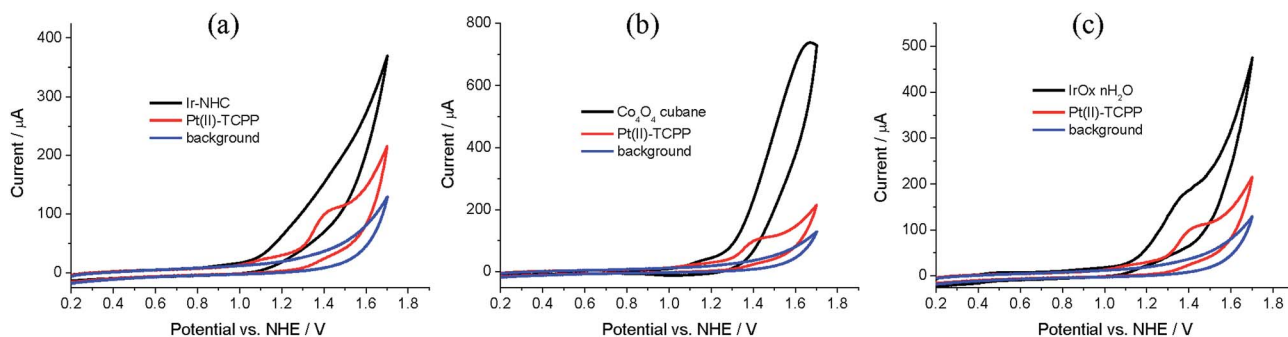 (a)
400
300
200
100
0
Current / μA
Ir-NHC
Pt(II)-TCPP
background
0.2 0.4 0.6 0.8 1.0 1.2 1.4 1.6 1.8
Potential vs. NHE / V
(b)
800
600
400
200
0
Current / μA
Co₄O₄ cubane
Pt(II)-TCPP
background
0.2 0.4 0.6 0.8 1.0 1.2 1.4 1.6 1.8
Potential vs. NHE / V
(c)
500
400
300
200
100
0
Current / μA
IrOx nH₂O
Pt(II)-TCPP
background
0.2 0.4 0.6 0.8 1.0 1.2 1.4 1.6 1.8
Potential vs. NHE / V